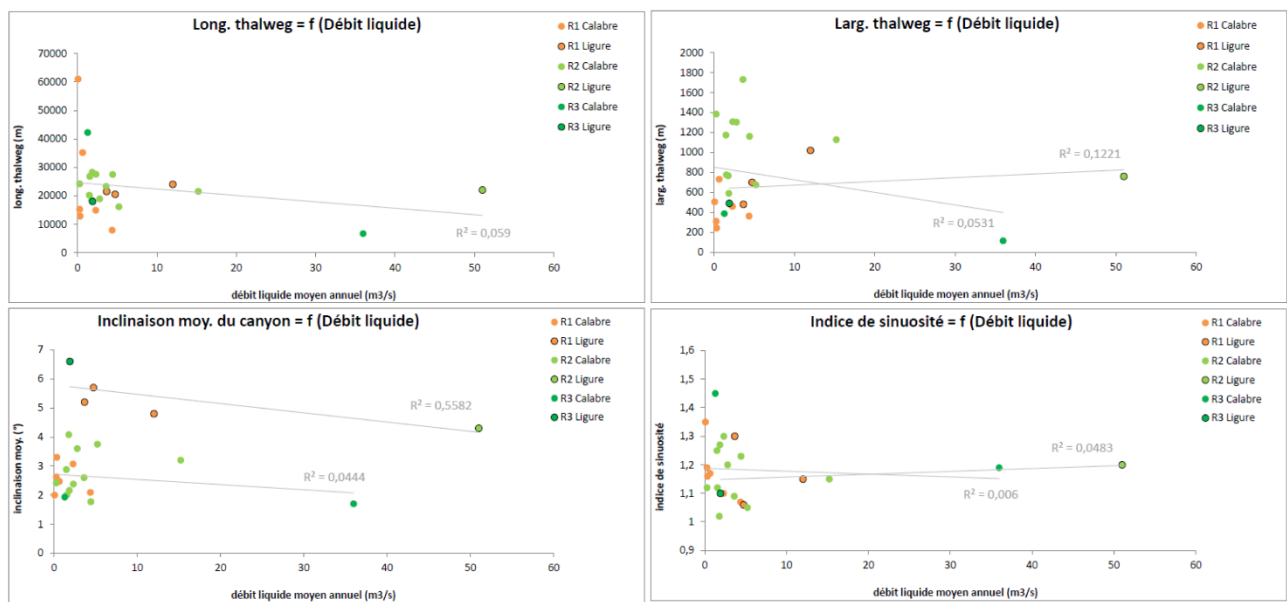 Long. thalweg = f (Débit liquide)
70000
60000
50000
40000
30000
20000
10000
0
long. thalweg (m)
0 10 20 30 40 50 60
débit liquide moyen annuel (m3/s)
R² = 0,059
R1 Calabre
R1 Ligure
R2 Calabre
R2 Ligure
R3 Calabre
R3 Ligure
Larg. thalweg = f (Débit liquide)
2000
1800
1600
1400
1200
1000
800
600
400
200
0
larg. thalweg (m)
0 10 20 30 40 50 60
débit liquide moyen annuel (m3/s)
R² = 0,1221
R² = 0,0531
R1 Calabre
R1 Ligure
R2 Calabre
R2 Ligure
R3 Calabre
R3 Ligure
Inclinaison moy. du canyon = f (Débit liquide)
7
6
5
4
3
2
1
0
inclinaison moy. (°)
0 10 20 30 40 50 60
débit liquide moyen annuel (m3/s)
R² = 0,5582
R² = 0,0444
R1 Calabre
R1 Ligure
R2 Calabre
R2 Ligure
R3 Calabre
R3 Ligure
Indice de sinuosité = f (Débit liquide)
1,6
1,5
1,4
1,3
1,2
1,1
1
0,9
indice de sinuosité
0 10 20 30 40 50 60
débit liquide moyen annuel (m3/s)
R² = 0,0483
R² = 0,006
R1 Calabre
R1 Ligure
R2 Calabre
R2 Ligure
R3 Calabre
R3 Ligure